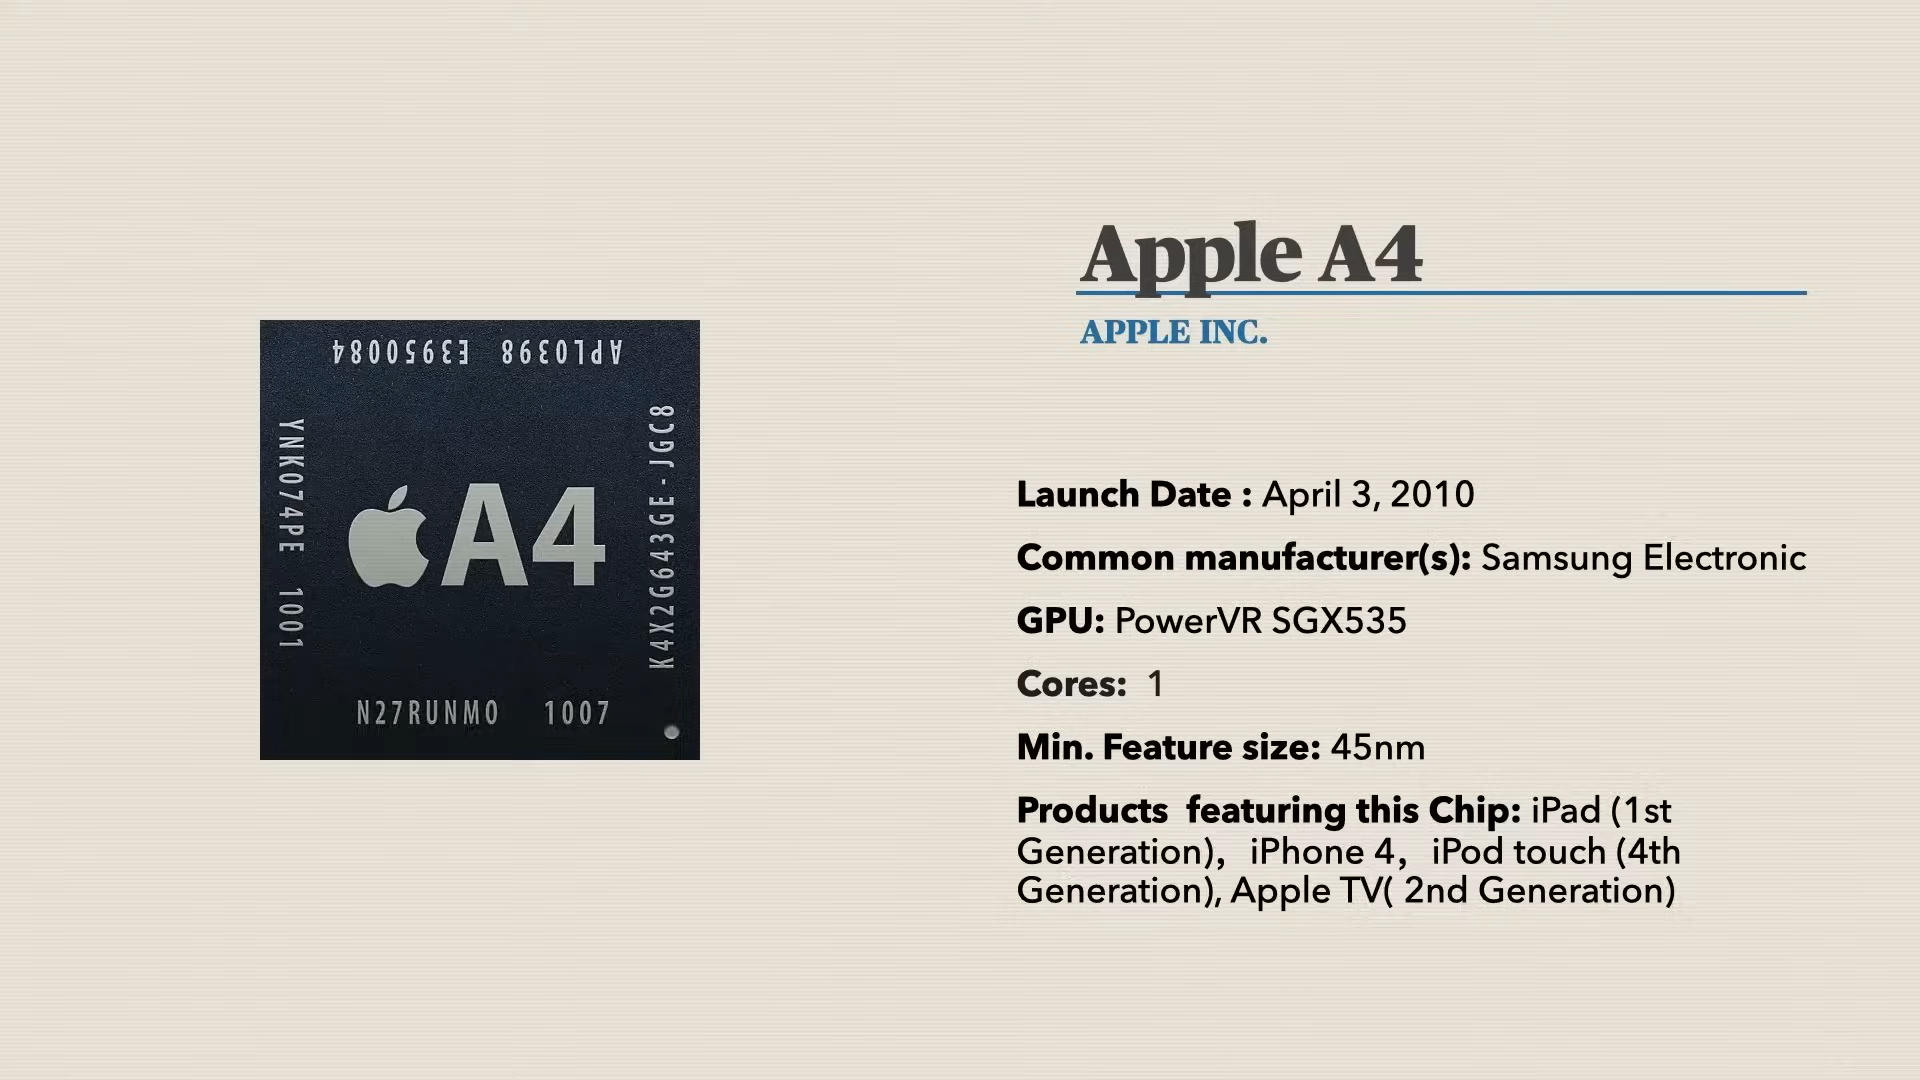 Apple A4
APPLE INC.
APL0398 E3950084
YNK074PE 1001
K4X2G643GE-JGC8
A4
N27RUNMO 1007
Launch Date : April 3, 2010
Common manufacturer(s): Samsung Electronic
GPU: PowerVR SGX535
Cores: 1
Min. Feature size: 45nm
Products featuring this Chip: iPad (1st
Generation), iPhone 4, iPod touch (4th
Generation), Apple TV( 2nd Generation)